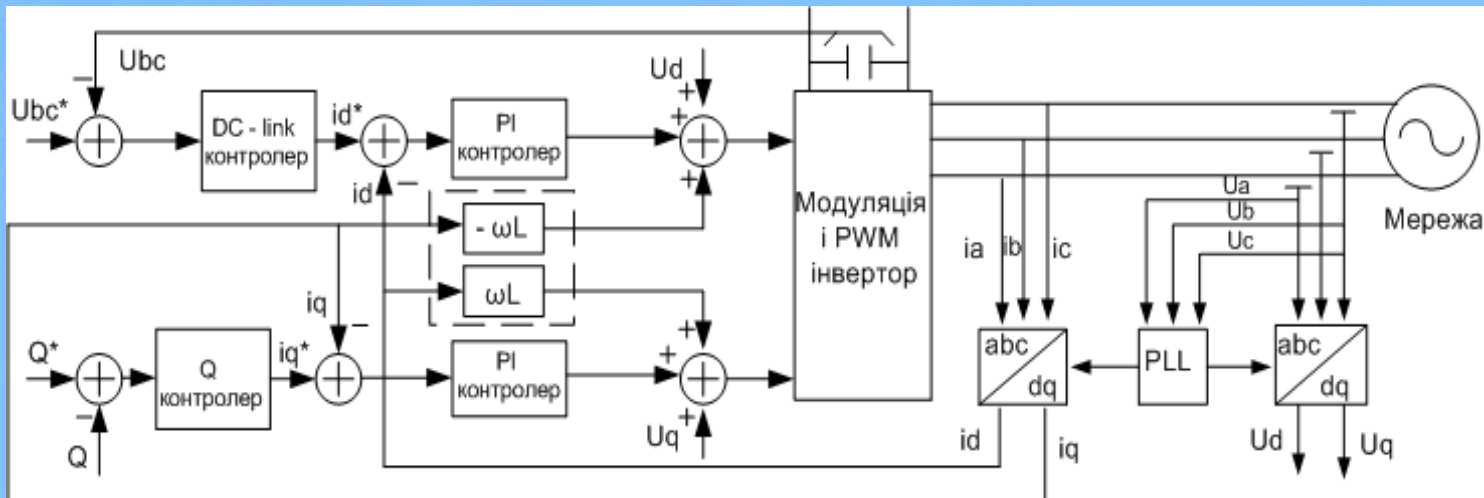 Ubc
Ubc*
DC - link
контролер
id*
id
PI
контролер
Ud
- ωL
ωL
iq
Q*
Q
Q
контролер
iq*
PI
контролер
Uq
Модуляція
і PWM
інвертор
Мережа
ia
ib
ic
Ua
Ub
Uc
abc
dq
PLL
abc
dq
id
iq
Ud
Uq